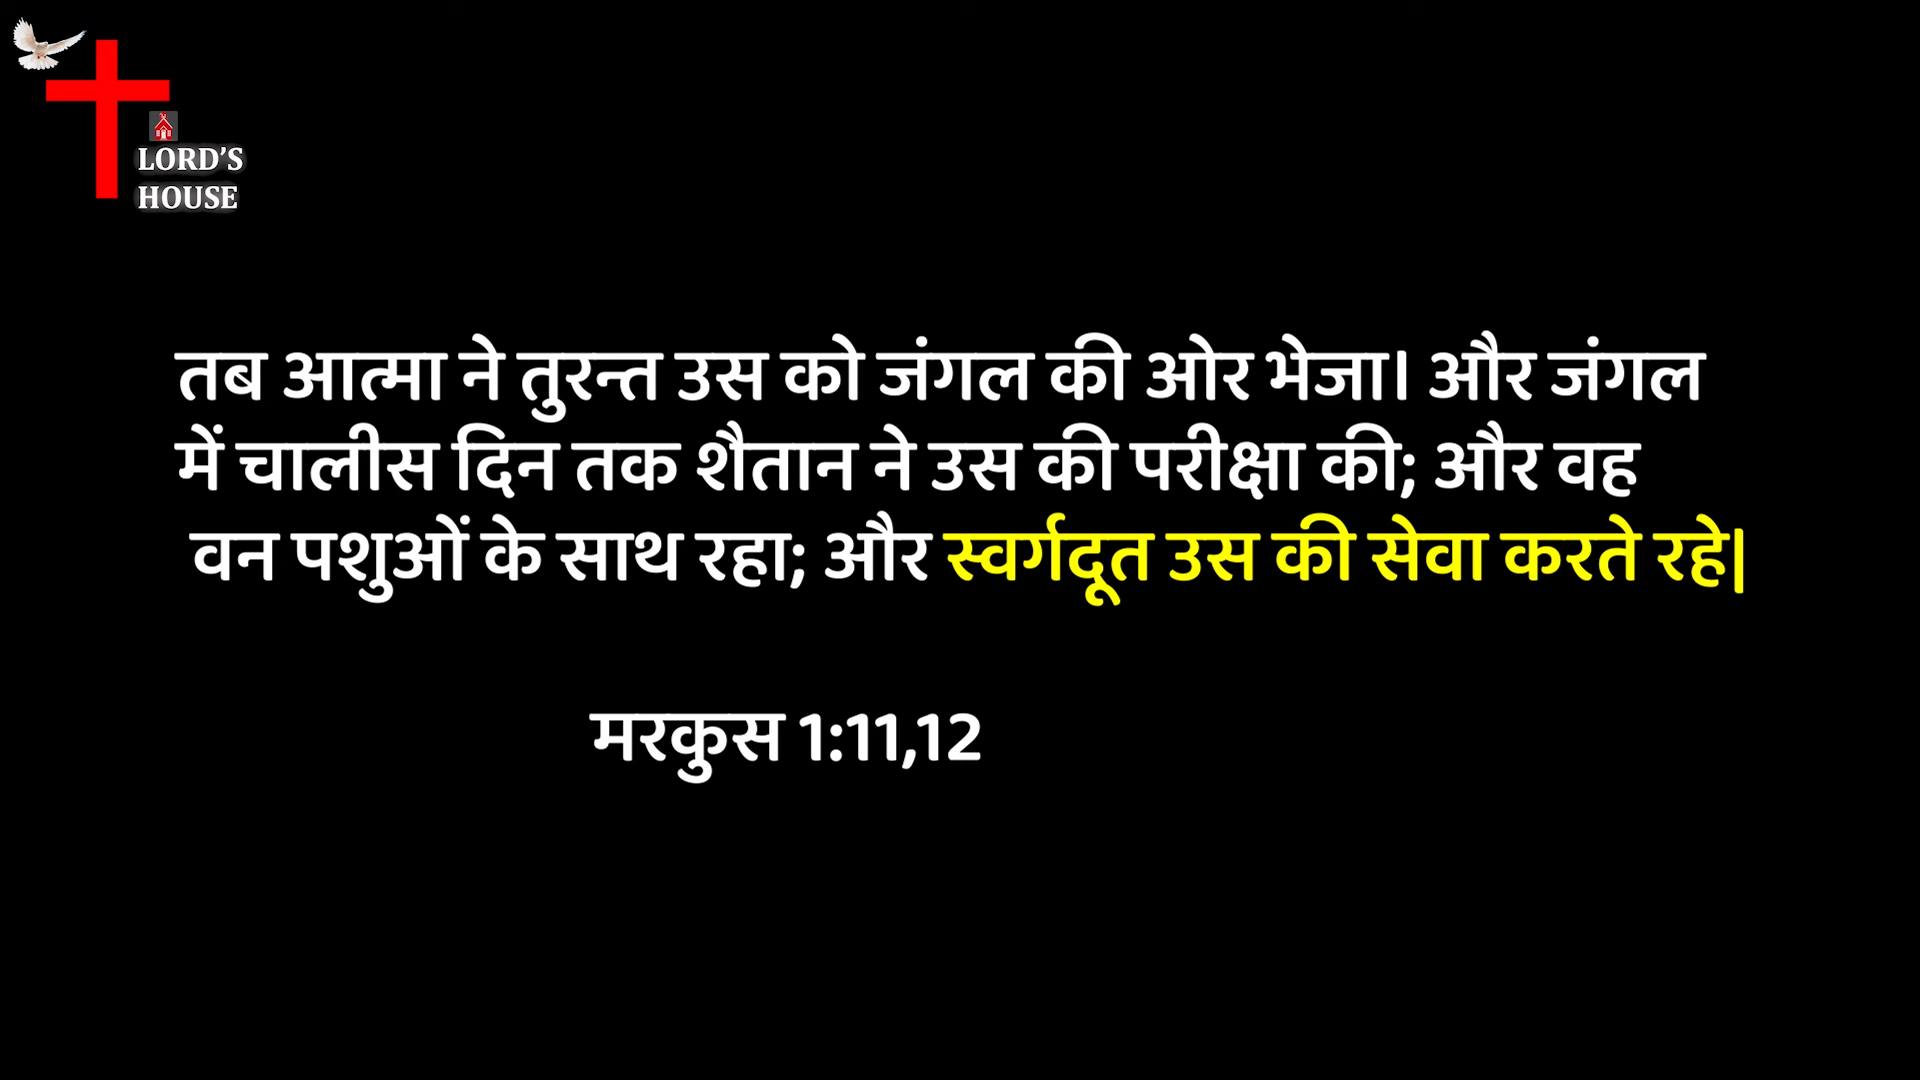 LORD'S
HOUSE
तब आत्मा ने तुरन्त उस को जंगल की ओर भेजा। और जंगल
में चालीस दिन तक शैतान ने उस की परीक्षा की; और वह
वन पशुओं के साथ रहा; और स्वर्गदूत उस की सेवा करते रहे|
मरकुस 1:11,12